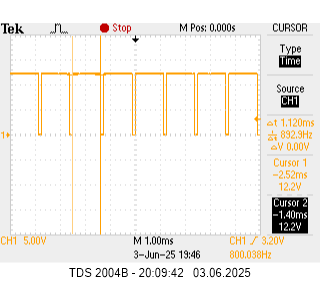 Tek Stop M Pos: 0.000s CURSOR
Type
Time
Source
CH1
Δt 1.120ms
1/Δt 892.9Hz
ΔV 0.00V
Cursor 1
-2.52ms
12.2V
Cursor 2
-1.40ms
12.2V
1
CH1 5.00V M 1.00ms CH1 / 3.20V
3-Jun-25 19:46 800.038Hz
TDS 2004B - 20:09:42 03.06.2025